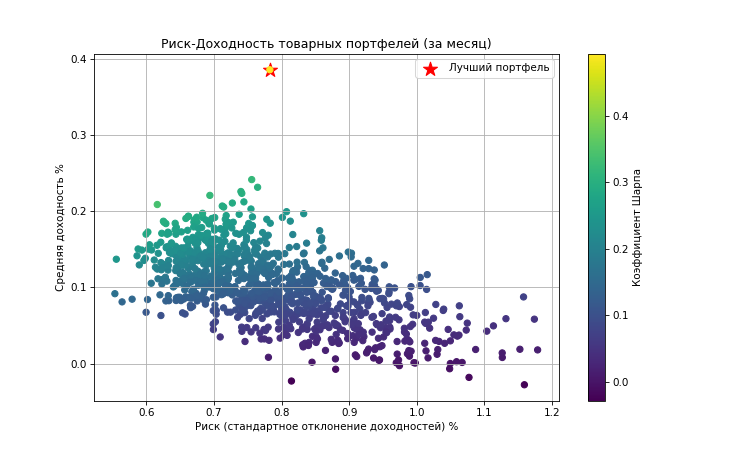 Риск-Доходность товарных портфелей (за месяц)
Лучший портфель
Средняя доходность %
0.4
0.3
0.2
0.1
0.0
0.6 0.7 0.8 0.9 1.0 1.1 1.2
Риск (стандартное отклонение доходностей) %
0.4
0.3
0.2
0.1
0.0
Коэффициент Шарпа